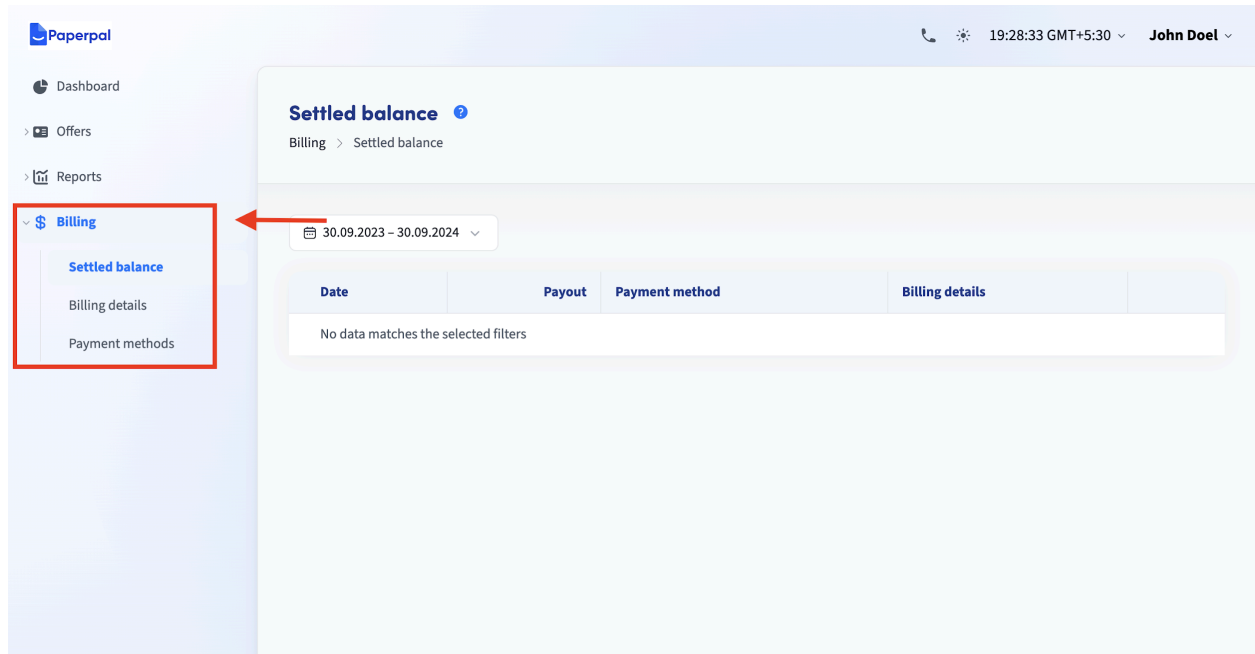 Paperpal
19:28:33 GMT+5:30
John Doel
Dashboard
Offers
Reports
Billing
Settled balance
Billing details
Payment methods
Settled balance ?
Billing > Settled balance
30.09.2023 – 30.09.2024
Date Payout Payment method Billing details
No data matches the selected filters